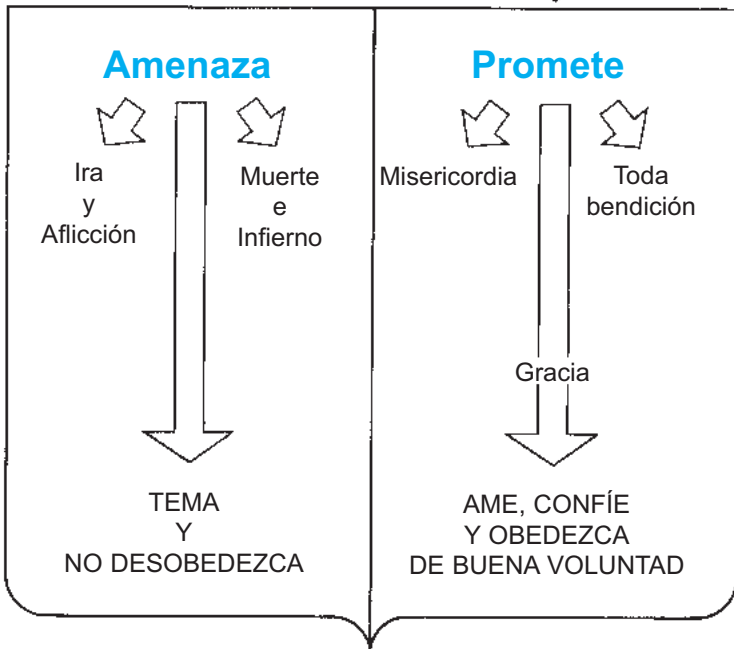 Amenaza
Ira
y
Aflicción
Muerte
e
Infierno
TEMA
Y
NO DESOBEDEZCA
Promete
Misericordia
Toda
bendición
Gracia
AME, CONFÍE
Y OBEDEZCA
DE BUENA VOLUNTAD